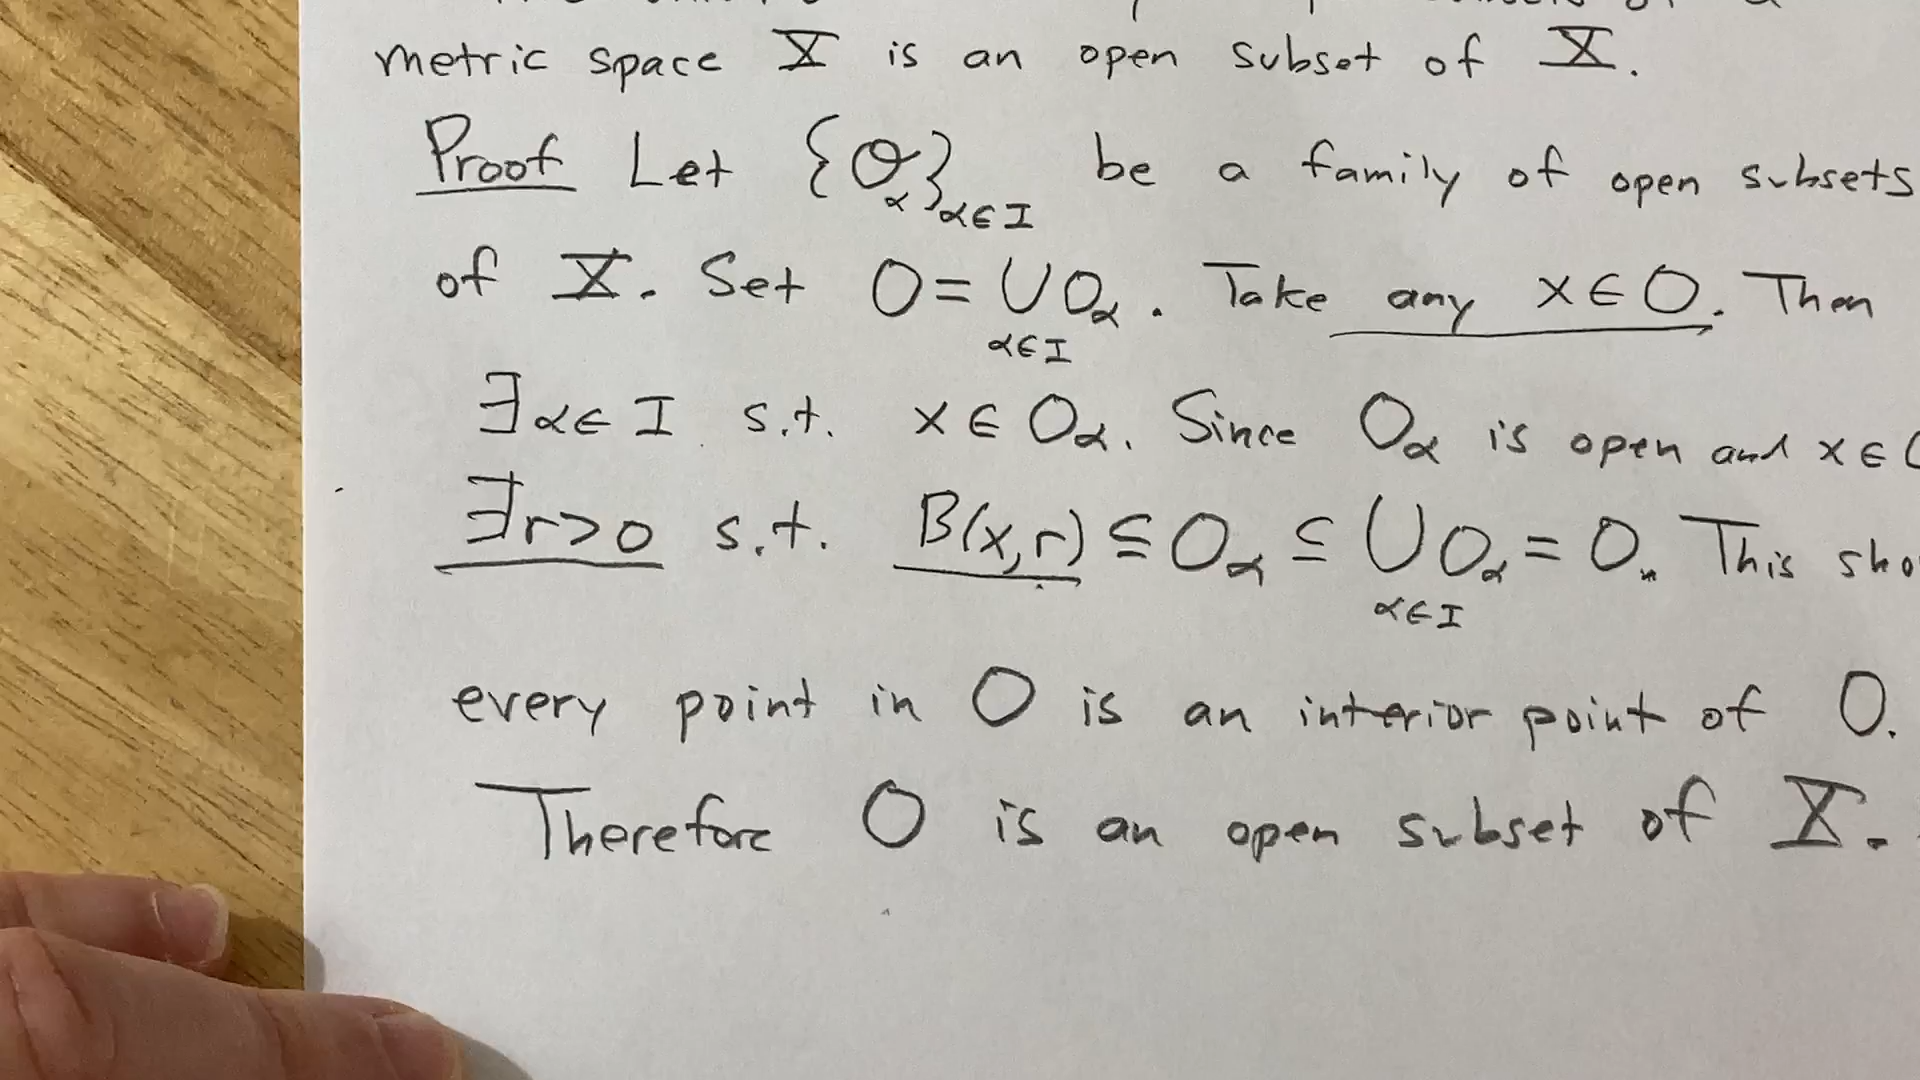 metric space X is an open subset of X.
Proof Let {O_α}_{α∈I} be a family of open subsets
of X. Set O = ∪_{α∈I} O_α. Take any x ∈ O. Then
∃ α ∈ I s.t. x ∈ O_α. Since O_α is open and x ∈
∃ r > 0 s.t. B(x,r) ⊆ O_α ⊆ ∪_{α∈I} O_α = O. This sho
every point in O is an interior point of O.
Therefore O is an open subset of X.